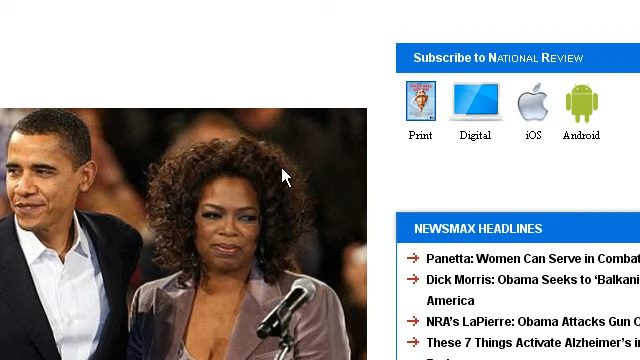 Subscribe to NATIONAL REVIEW
Print Digital iOS Android
NEWSMAX HEADLINES
Panetta: Women Can Serve in Combat
Dick Morris: Obama Seeks to ‘Balkani
America
NRA's LaPierre: Obama Attacks Gun
These 7 Things Activate Alzheimer's in